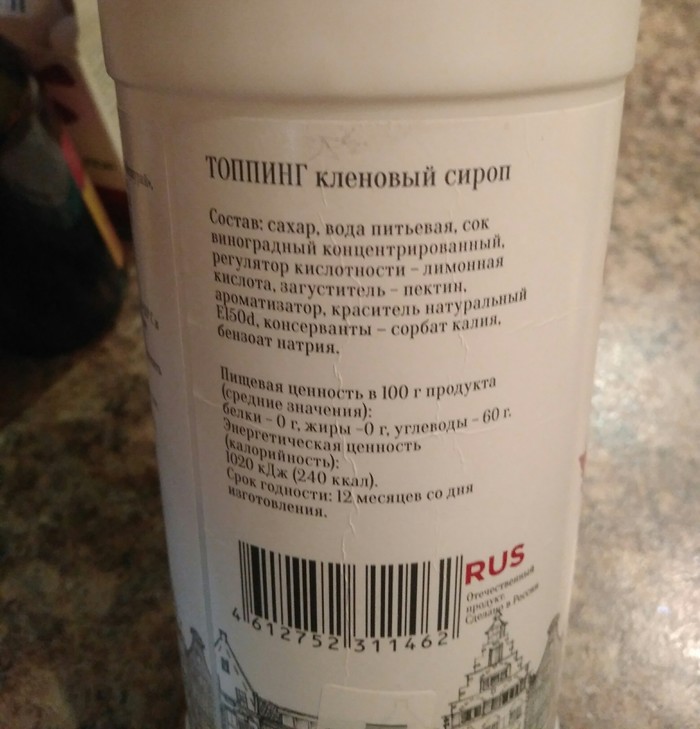 ТОППИНГ кленовый сироп
Состав: сахар, вода питьевая, сок
виноградный концентрированный,
регулятор кислотности – лимонная
кислота, загуститель – пектин,
ароматизатор, краситель натуральный
Е150d, консерванты – сорбат калия,
бензоат натрия.
Пищевая ценность в 100 г продукта
(средние значения):
белки – 0 г, жиры –0 г, углеводы – 60 г.
Энергетическая ценность
(калорийность):
1020 кДж (240 ккал).
Срок годности: 12 месяцев со дня
изготовления.
RUS
Отечественный
продукт.
Сделано в России
4 612752 311462